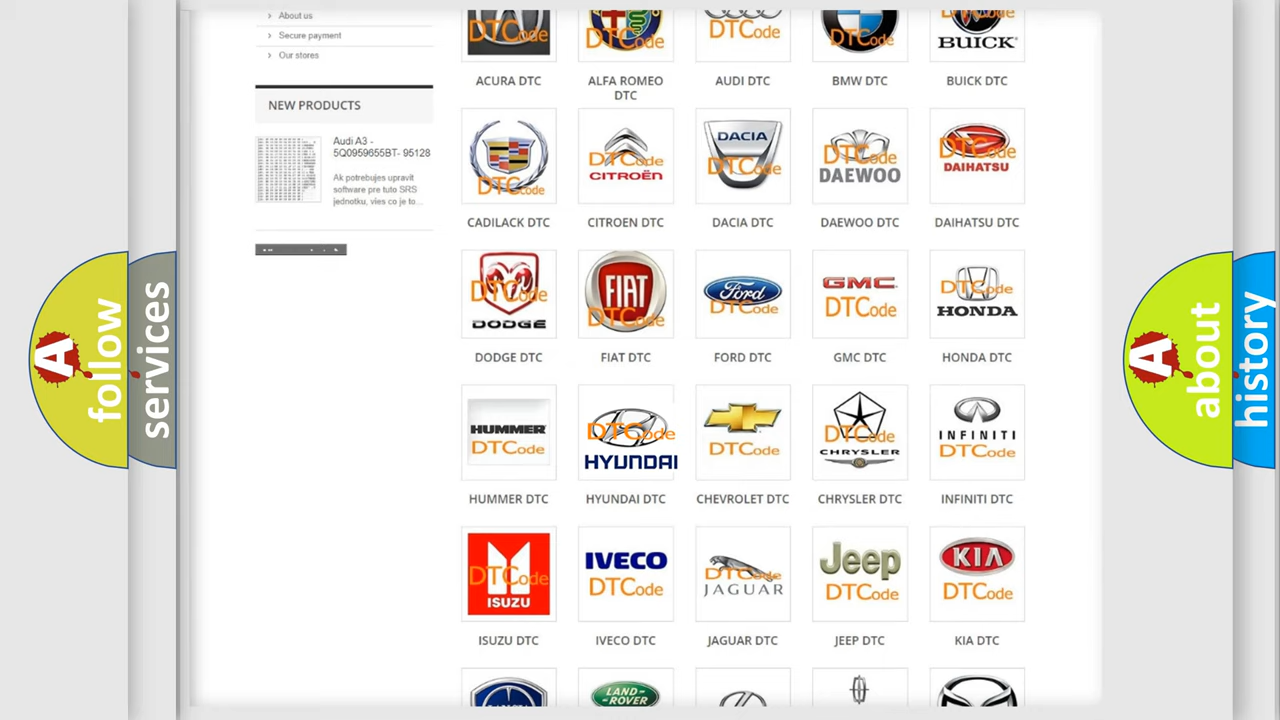 About us
Secure payment
Our stores
NEW PRODUCTS
Audi A3 -
5Q0959655BT- 95128
Ak potrebujes upravit
software pre tuto SRS
jednotku, vies co je to...
A
follow
services
DTCode
DTCode
DTCode
DTCode
BUICK
ACURA DTC
ALFA ROMEO
DTC
AUDI DTC
BMW DTC
BUICK DTC
DTCode
DTCode
CITROËN
DACIA
DTCode
DTCode
DAEWOO
DTCode
DAIHATSU
CADILACK DTC
CITROEN DTC
DACIA DTC
DAEWOO DTC
DAIHATSU DTC
DTCode
DODGE
FIAT
DTCode
Ford
DTCode
GMC
DTCode
DTCode
HONDA
DODGE DTC
FIAT DTC
FORD DTC
GMC DTC
HONDA DTC
HUMMER
DTCode
DTCode
HYUNDAI
DTCode
DTCode
CHRYSLER
INFINITI
DTCode
HUMMER DTC
HYUNDAI DTC
CHEVROLET DTC
CHRYSLER DTC
INFINITI DTC
DTCode
ISUZU
IVECO
DTCode
DTCode
JAGUAR
Jeep
DTCode
KIA
DTCode
ISUZU DTC
IVECO DTC
JAGUAR DTC
JEEP DTC
KIA DTC
LAND-
ROVER
A
about
history